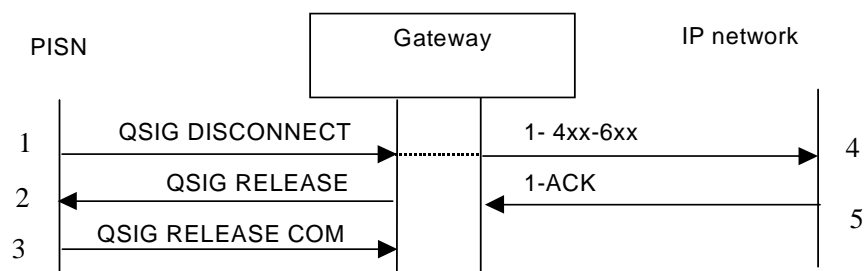 PISN
Gateway
IP network
1 QSIG DISCONNECT 1- 4xx-6xx 4
2 QSIG RELEASE 1-ACK 5
3 QSIG RELEASE COM